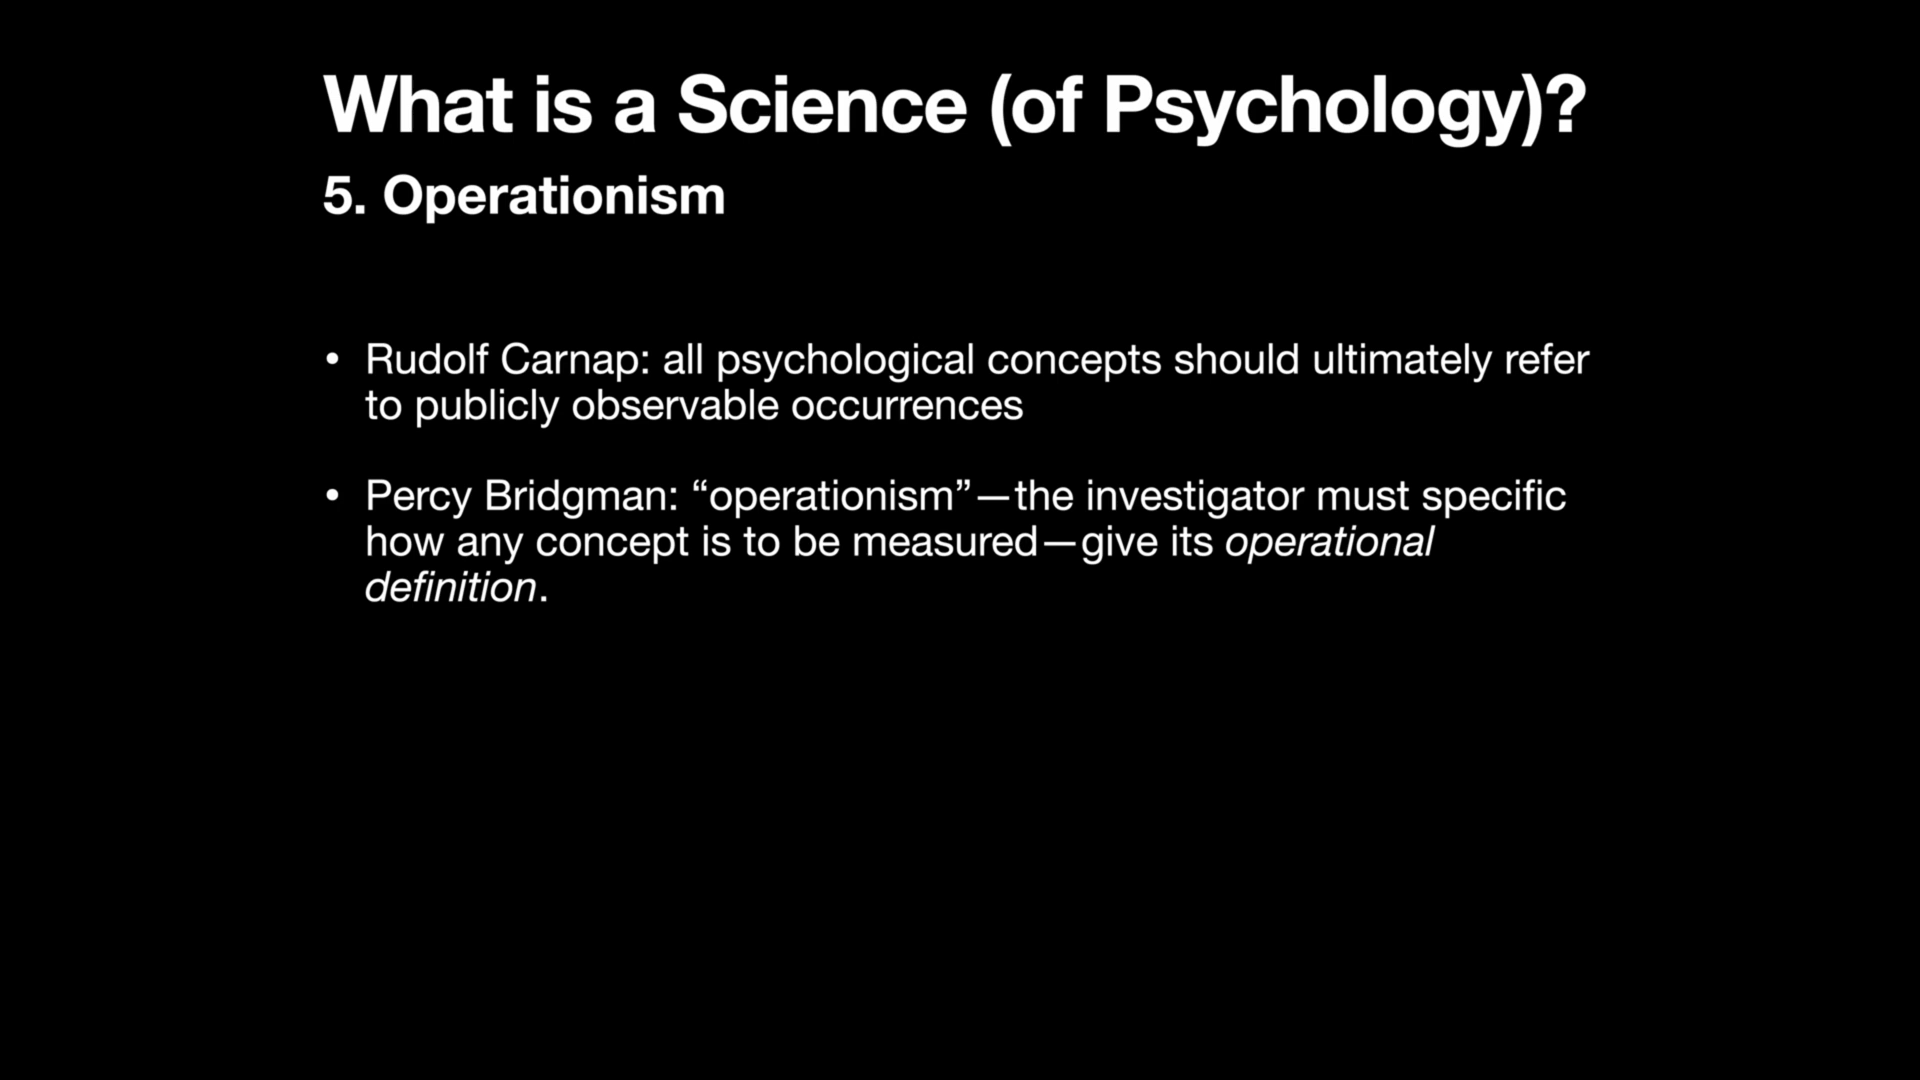 What is a Science (of Psychology)?
5. Operationism
• Rudolf Carnap: all psychological concepts should ultimately refer
to publicly observable occurrences
• Percy Bridgman: “operationism”—the investigator must specific
how any concept is to be measured—give its operational
definition.